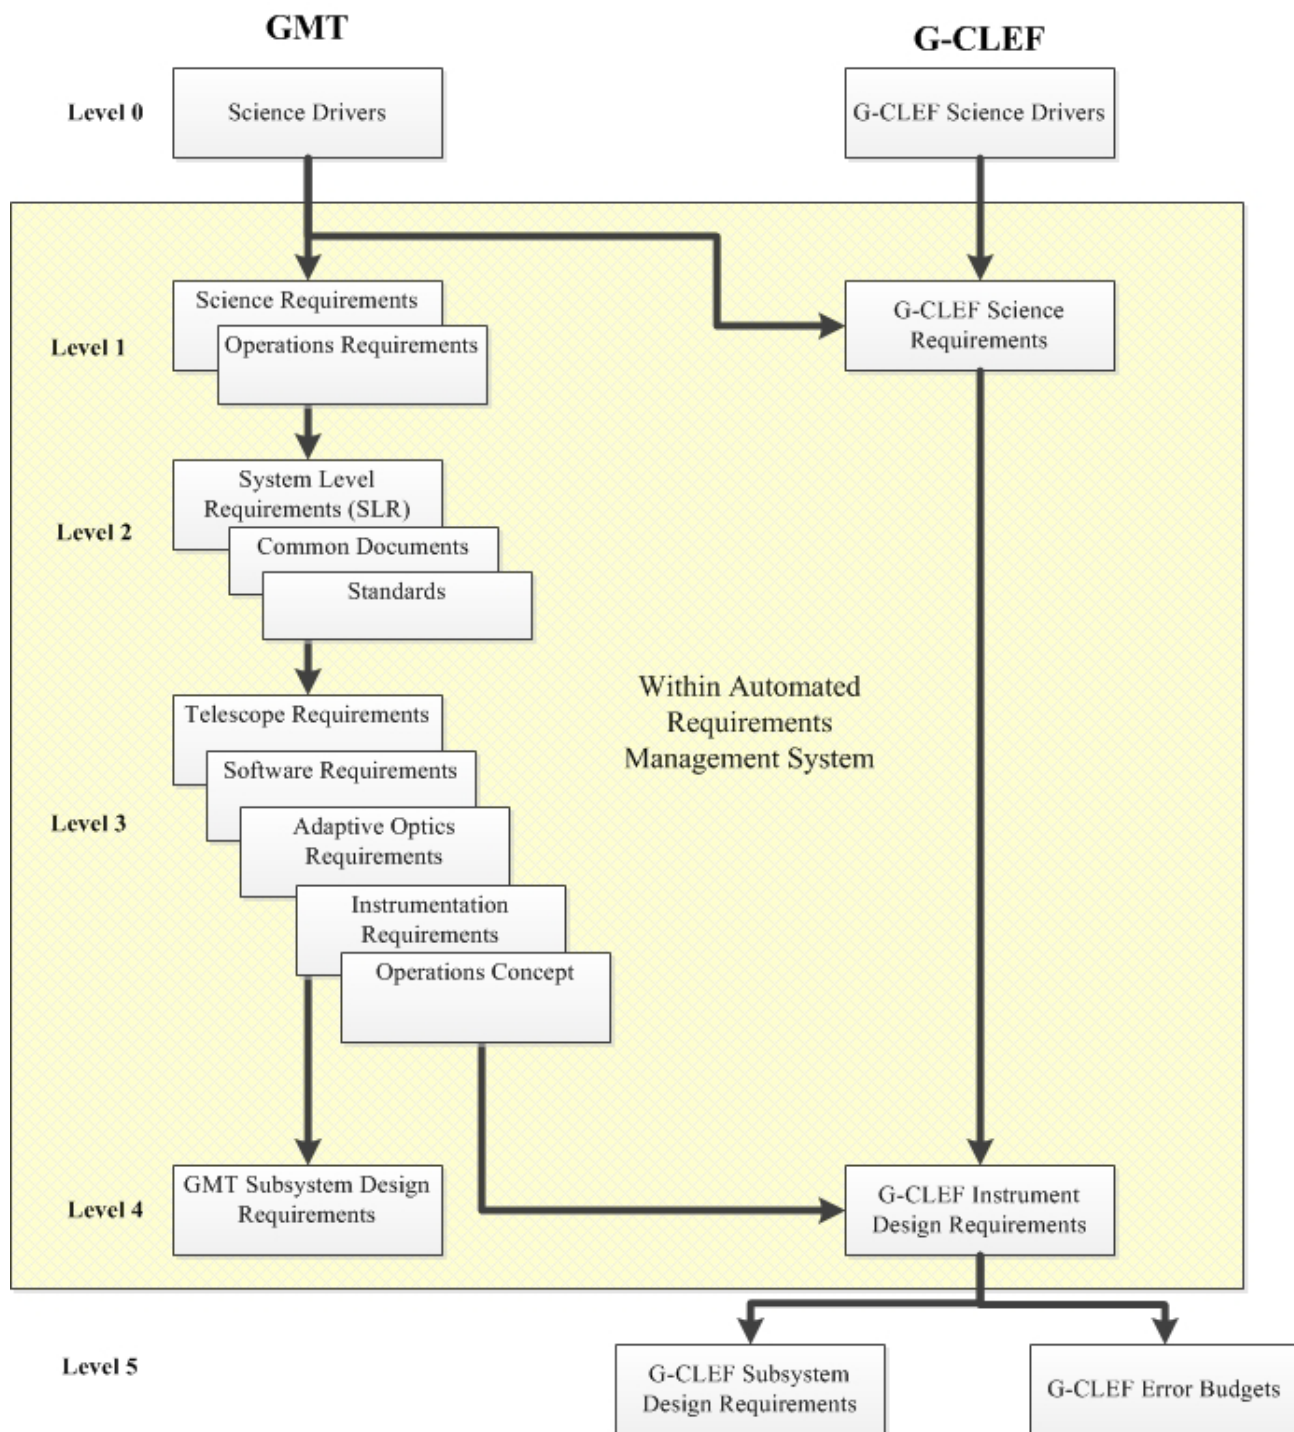 GMT
G-CLEF
Level 0
Science Drivers
G-CLEF Science Drivers
Science Requirements
G-CLEF Science
Requirements
Level 1
Operations Requirements
System Level
Requirements (SLR)
Level 2
Common Documents
Standards
Within Automated
Requirements
Management System
Telescope Requirements
Software Requirements
Level 3
Adaptive Optics
Requirements
Instrumentation
Requirements
Operations Concept
Level 4
GMT Subsystem Design
Requirements
G-CLEF Instrument
Design Requirements
Level 5
G-CLEF Subsystem
Design Requirements
G-CLEF Error Budgets